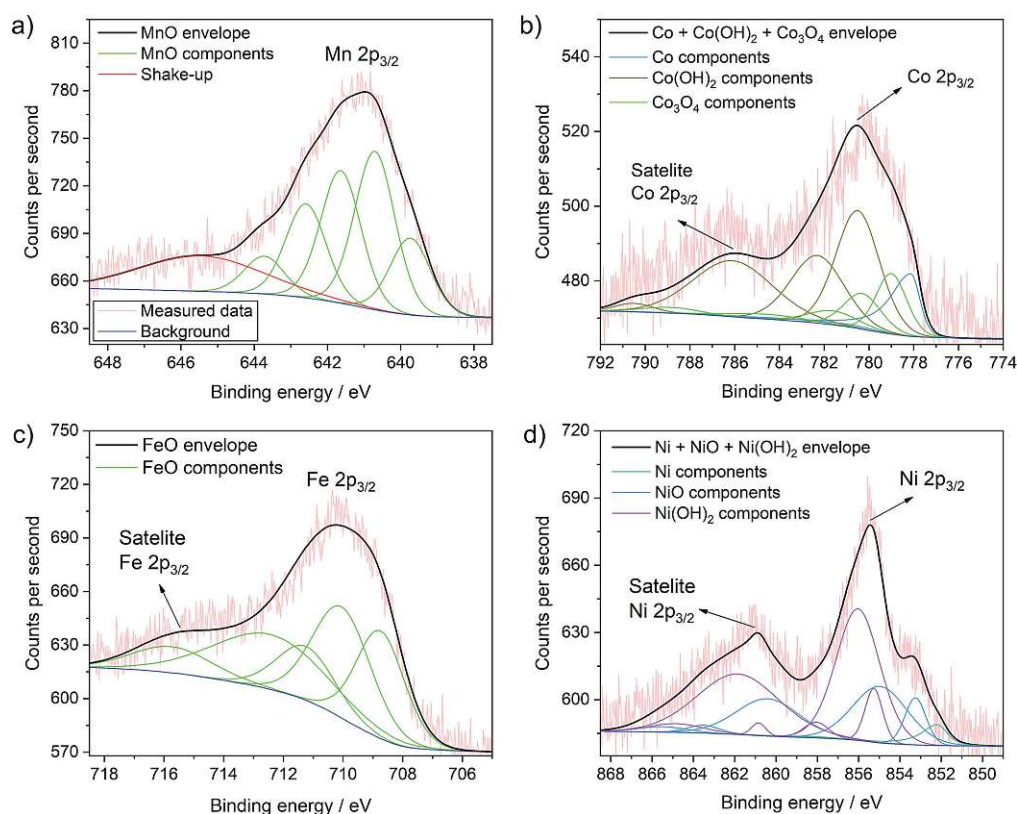 a)
810
780
750
720
690
660
630
Counts per second
MnO envelope
MnO components
Shake-up
Mn 2p₃/₂
Measured data
Background
648 646 644 642 640 638
Binding energy / eV
b)
550
520
500
480
Counts per second
Co + Co(OH)₂ + Co₃O₄ envelope
Co components
Co(OH)₂ components
Co₃O₄ components
Co 2p₃/₂
Satelite
Co 2p₃/₂
792 790 788 786 784 782 780 778 776 774
Binding energy / eV
c)
750
720
690
660
630
600
570
Counts per second
FeO envelope
FeO components
Fe 2p₃/₂
Satelite
Fe 2p₃/₂
718 716 714 712 710 708 706
Binding energy / eV
d)
720
690
660
630
600
Counts per second
Ni + NiO + Ni(OH)₂ envelope
Ni components
NiO components
Ni(OH)₂ components
Ni 2p₃/₂
Satelite
Ni 2p₃/₂
868 866 864 862 860 858 856 854 852 850
Binding energy / eV